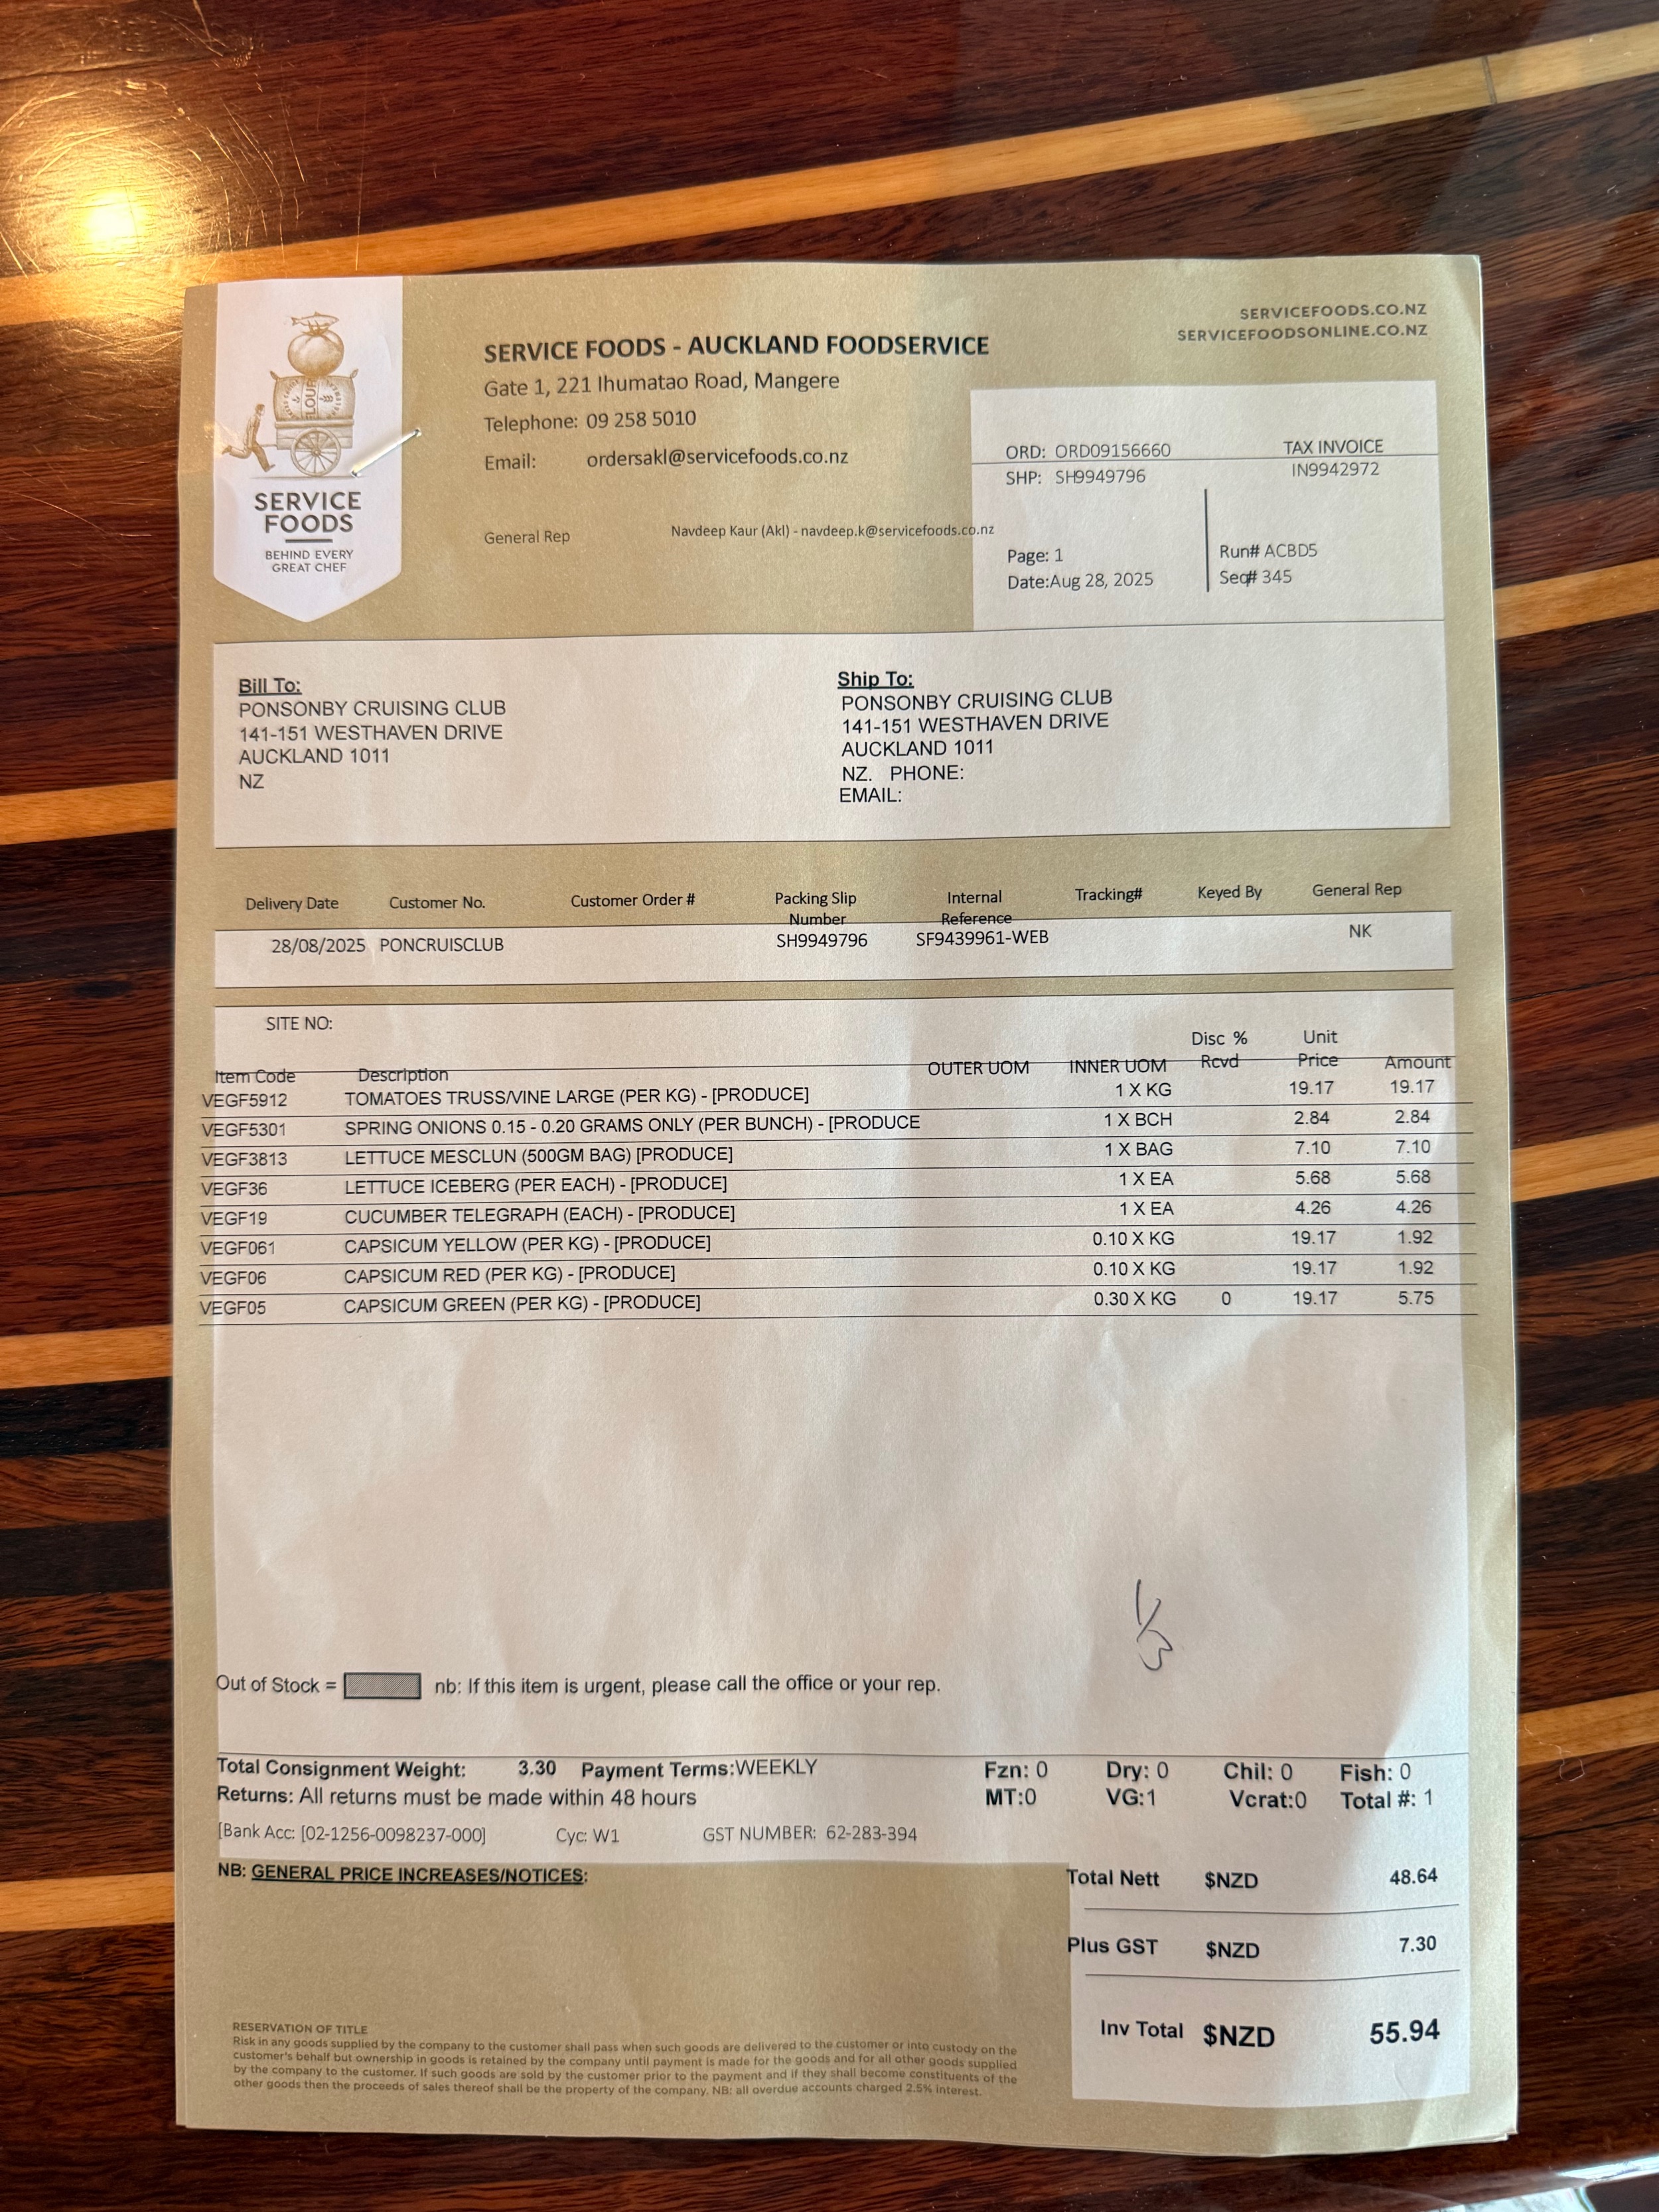 SERVICEFOODS.CO.NZ
SERVICEFOODSONLINE.CO.NZ
FLOUR
SERVICE
FOODS
BEHIND EVERY
GREAT CHEF
SERVICE FOODS - AUCKLAND FOODSERVICE
Gate 1, 221 Ihumatao Road, Mangere
Telephone: 09 258 5010
Email: ordersakl@servicefoods.co.nz
General Rep Navdeep Kaur (Akl) - navdeep.k@servicefoods.co.nz
ORD: ORD09156660 TAX INVOICE
SHP: SH9949796 IN9942972
Page: 1 Run# ACBD5
Date:Aug 28, 2025 Seq# 345
Bill To:
PONSONBY CRUISING CLUB
141-151 WESTHAVEN DRIVE
AUCKLAND 1011
NZ
Ship To:
PONSONBY CRUISING CLUB
141-151 WESTHAVEN DRIVE
AUCKLAND 1011
NZ. PHONE:
EMAIL:
Delivery Date Customer No. Customer Order # Packing Slip Number Internal Reference Tracking# Keyed By General Rep
28/08/2025 PONCRUISCLUB SH9949796 SF9439961-WEB NK
SITE NO:
Item Code Description OUTER UOM INNER UOM Disc % Rcvd Unit Price Amount
VEGF5912 TOMATOES TRUSS/VINE LARGE (PER KG) - [PRODUCE] 1 X KG 19.17 19.17
VEGF5301 SPRING ONIONS 0.15 - 0.20 GRAMS ONLY (PER BUNCH) - [PRODUCE 1 X BCH 2.84 2.84
VEGF3813 LETTUCE MESCLUN (500GM BAG) [PRODUCE] 1 X BAG 7.10 7.10
VEGF36 LETTUCE ICEBERG (PER EACH) - [PRODUCE] 1 X EA 5.68 5.68
VEGF19 CUCUMBER TELEGRAPH (EACH) - [PRODUCE] 1 X EA 4.26 4.26
VEGF061 CAPSICUM YELLOW (PER KG) - [PRODUCE] 0.10 X KG 19.17 1.92
VEGF06 CAPSICUM RED (PER KG) - [PRODUCE] 0.10 X KG 19.17 1.92
VEGF05 CAPSICUM GREEN (PER KG) - [PRODUCE] 0.30 X KG 0 19.17 5.75
Out of Stock = nb: If this item is urgent, please call the office or your rep.
Total Consignment Weight: 3.30 Payment Terms:WEEKLY Fzn: 0 Dry: 0 Chil: 0 Fish: 0
Returns: All returns must be made within 48 hours MT:0 VG:1 Vcrat:0 Total #: 1
[Bank Acc: [02-1256-0098237-000] Cyc: W1 GST NUMBER: 62-283-394
NB: GENERAL PRICE INCREASES/NOTICES:
Total Nett $NZD 48.64
Plus GST $NZD 7.30
Inv Total $NZD 55.94
RESERVATION OF TITLE
Risk in any goods supplied by the company to the customer shall pass when such goods are delivered to the customer or into custody on the
customer's behalf but ownership in goods is retained by the company until payment is made for the goods and for all other goods supplied
by the company to the customer. If such goods are sold by the customer prior to the payment and if they shall become constituents of the
other goods then the proceeds of sales thereof shall be the property of the company. NB: all overdue accounts charged 2.5% interest.